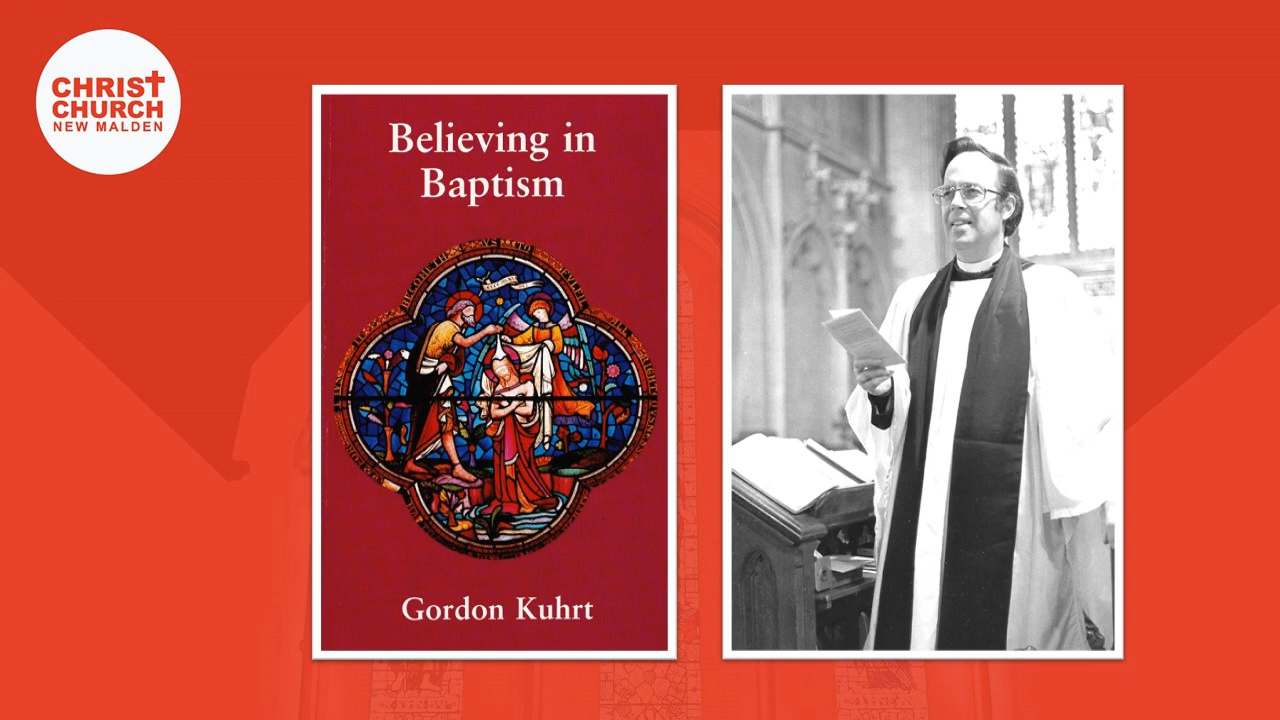 CHRIST
CHURCH
NEW MALDEN
Believing in
Baptism
Gordon Kuhrt